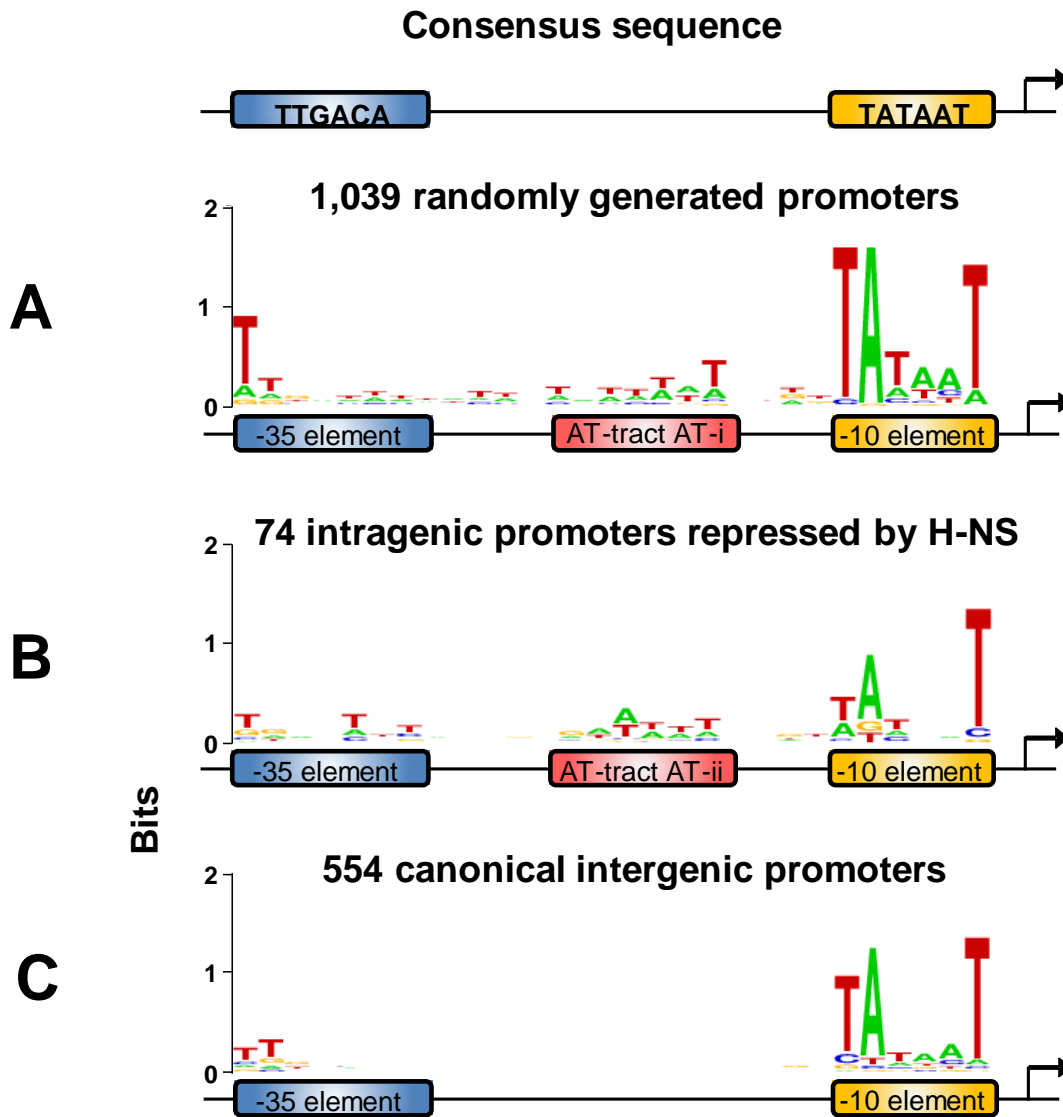 Consensus sequence
TTGACA TATAAT
1,039 randomly generated promoters
A
2
1
0
-35 element AT-tract AT-i -10 element
74 intragenic promoters repressed by H-NS
B
2
1
0
-35 element AT-tract AT-ii -10 element
Bits
554 canonical intergenic promoters
C
2
1
0
-35 element -10 element